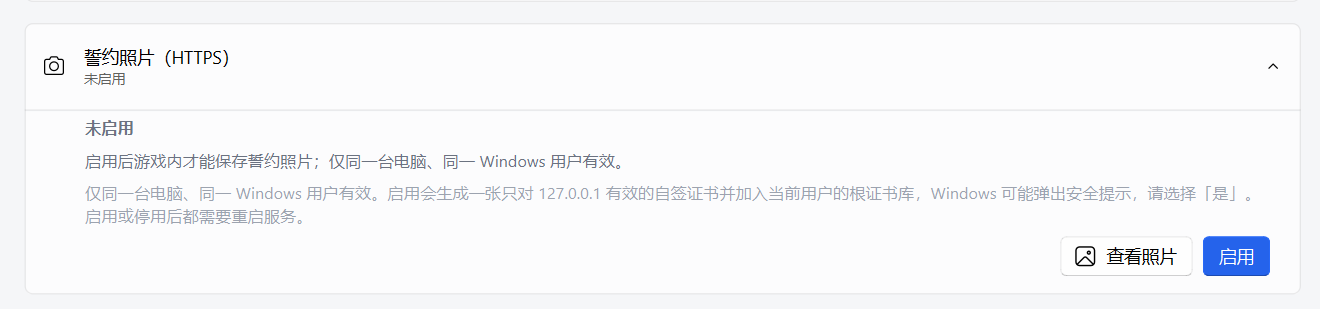 誓约照片（HTTPS）
未启用
未启用
启用后游戏内才能保存誓约照片；仅同一台电脑、同一 Windows 用户有效。
仅同一台电脑、同一 Windows 用户有效。启用会生成一张只对 127.0.0.1 有效的自签证书并加入当前用户的根证书库，Windows 可能弹出安全提示，请选择「是」。
启用或停用后都需要重启服务。
查看照片 启用